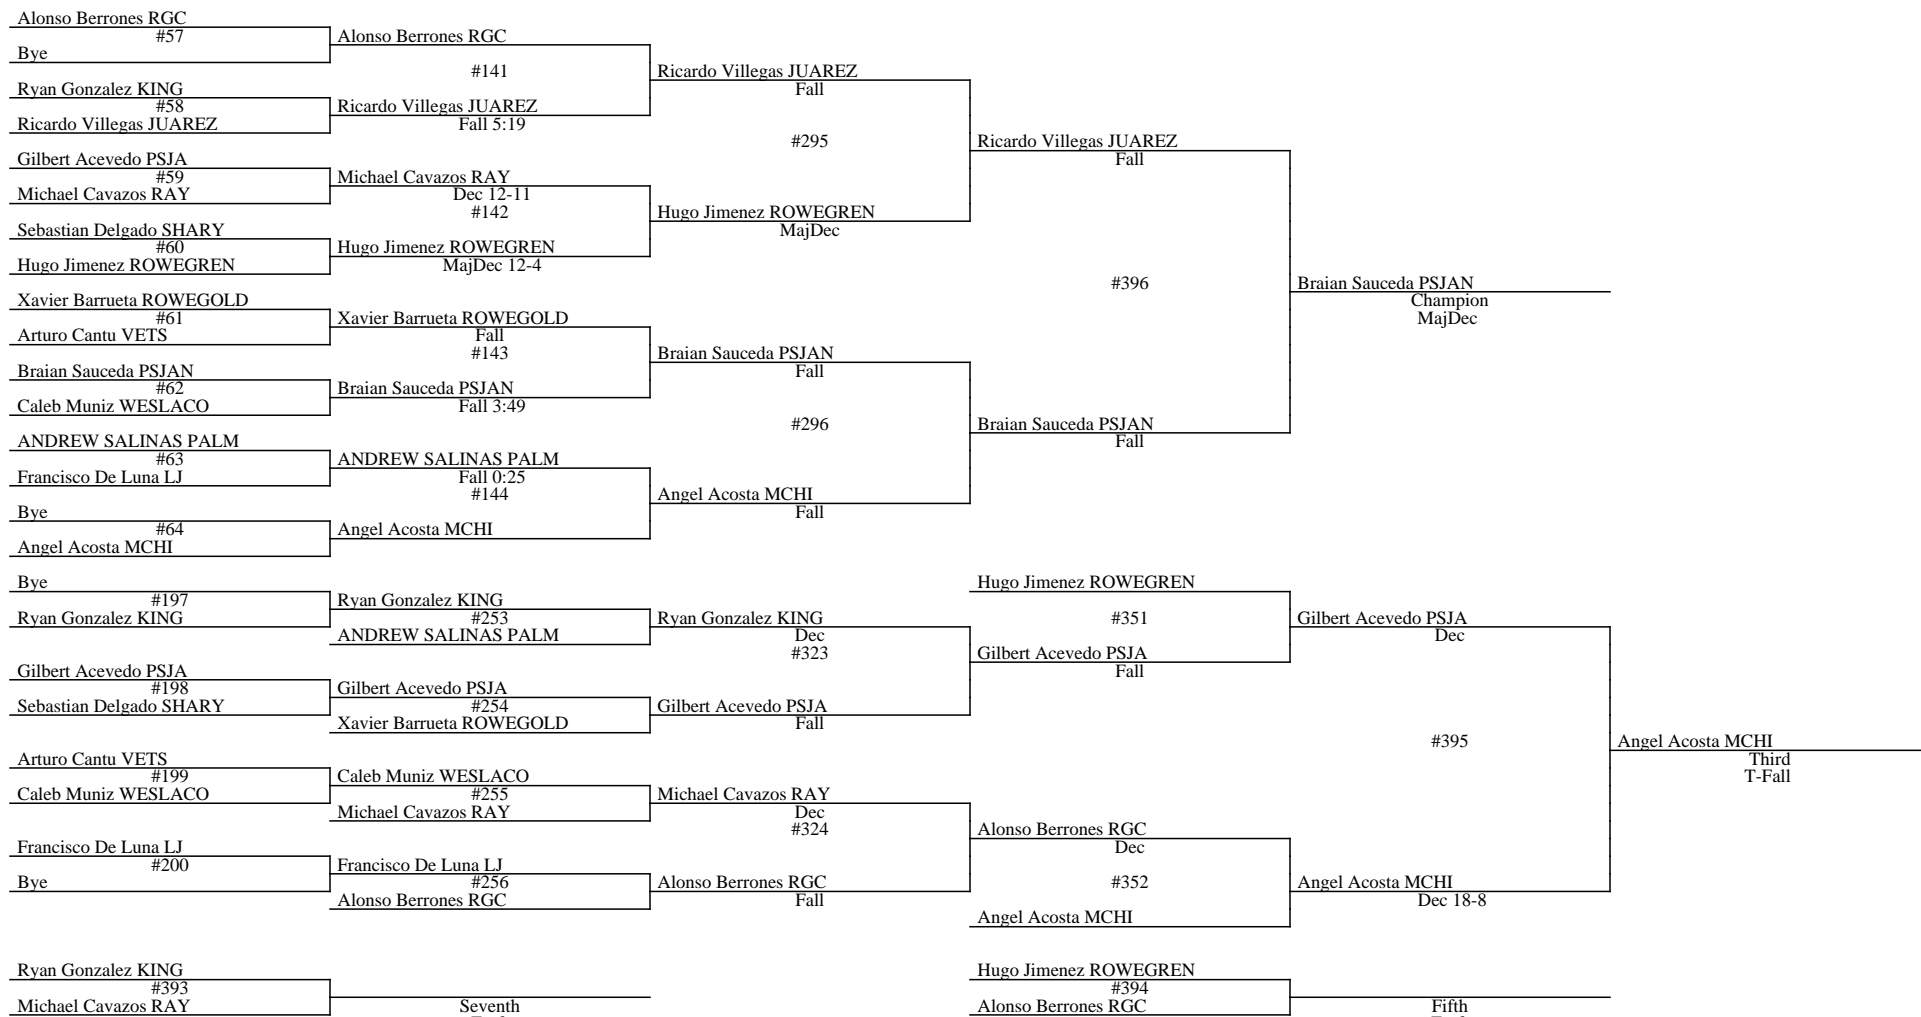 Alonso Berrones RGC
#57
Bye
Alonso Berrones RGC
#141
Ryan Gonzalez KING
#58
Ricardo Villegas JUAREZ
Ricardo Villegas JUAREZ
Fall 5:19
Ricardo Villegas JUAREZ
Fall
#295
Gilbert Acevedo PSJA
#59
Michael Cavazos RAY
Michael Cavazos RAY
Dec 12-11
#142
Sebastian Delgado SHARY
#60
Hugo Jimenez ROWEGREN
Hugo Jimenez ROWEGREN
MajDec 12-4
Hugo Jimenez ROWEGREN
MajDec
Ricardo Villegas JUAREZ
Fall
#396
Xavier Barrueta ROWEGOLD
#61
Arturo Cantu VETS
Xavier Barrueta ROWEGOLD
Fall
#143
Braian Sauceda PSJAN
#62
Caleb Muniz WESLACO
Braian Sauceda PSJAN
Fall 3:49
Braian Sauceda PSJAN
Fall
#296
ANDREW SALINAS PALM
#63
Francisco De Luna LJ
ANDREW SALINAS PALM
Fall 0:25
#144
Bye
#64
Angel Acosta MCHI
Angel Acosta MCHI
Angel Acosta MCHI
Fall
Braian Sauceda PSJAN
Fall
Braian Sauceda PSJAN
Champion
MajDec
Bye
#197
Ryan Gonzalez KING
Ryan Gonzalez KING
#253
ANDREW SALINAS PALM
Ryan Gonzalez KING
Dec
#323
Gilbert Acevedo PSJA
#198
Sebastian Delgado SHARY
Gilbert Acevedo PSJA
#254
Xavier Barrueta ROWEGOLD
Gilbert Acevedo PSJA
Fall
Hugo Jimenez ROWEGREN
#351
Gilbert Acevedo PSJA
Fall
Gilbert Acevedo PSJA
Dec
#395
Arturo Cantu VETS
#199
Caleb Muniz WESLACO
Caleb Muniz WESLACO
#255
Michael Cavazos RAY
Michael Cavazos RAY
Dec
#324
Francisco De Luna LJ
#200
Bye
Francisco De Luna LJ
#256
Alonso Berrones RGC
Alonso Berrones RGC
Fall
Alonso Berrones RGC
Dec
#352
Angel Acosta MCHI
Angel Acosta MCHI
Dec 18-8
Angel Acosta MCHI
Third
T-Fall
Ryan Gonzalez KING
#393
Michael Cavazos RAY
Seventh
Hugo Jimenez ROWEGREN
#394
Alonso Berrones RGC
Fifth